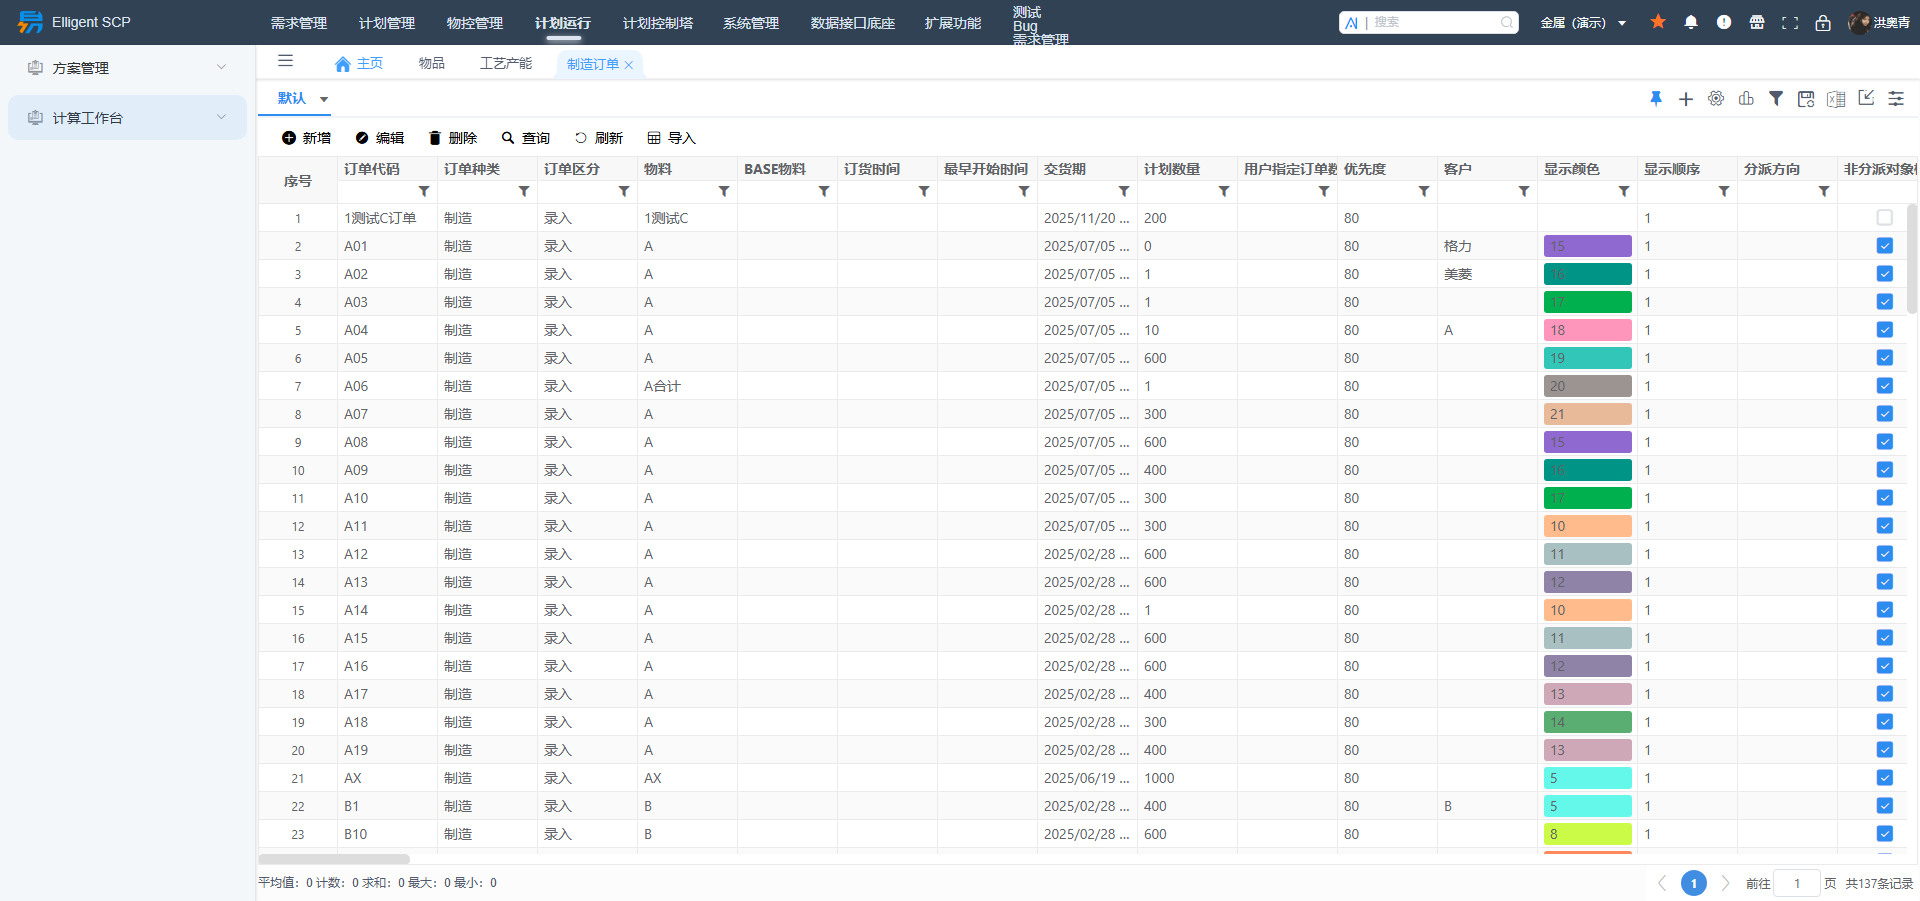 Elligent SCP 需求管理 计划管理 物控管理 计划运行 计划控制塔 系统管理 数据接口底座 扩展功能 测试 Bug 需求管理 AI | 搜索 金属（演示） 洪奥青
方案管理
计算工作台
主页 物品 工艺产能 制造订单 ×
默认
新增 编辑 删除 查询 刷新 导入
序号 订单代码 订单种类 订单区分 物料 BASE物料 订货时间 最早开始时间 交货期 计划数量 用户指定订单数 优先度 客户 显示颜色 显示顺序 分派方向 非分派对象
1 1测试C订单 制造 录入 1测试C 2025/11/20 ... 200 80 1
2 A01 制造 录入 A 2025/07/05 ... 0 80 格力 15 1
3 A02 制造 录入 A 2025/07/05 ... 1 80 美菱 16 1
4 A03 制造 录入 A 2025/07/05 ... 1 80 17 1
5 A04 制造 录入 A 2025/07/05 ... 10 80 A 18 1
6 A05 制造 录入 A 2025/07/05 ... 600 80 19 1
7 A06 制造 录入 A合计 2025/07/05 ... 1 80 20 1
8 A07 制造 录入 A 2025/07/05 ... 300 80 21 1
9 A08 制造 录入 A 2025/07/05 ... 600 80 15 1
10 A09 制造 录入 A 2025/07/05 ... 400 80 16 1
11 A10 制造 录入 A 2025/07/05 ... 300 80 17 1
12 A11 制造 录入 A 2025/07/05 ... 300 80 10 1
13 A12 制造 录入 A 2025/02/28 ... 600 80 11 1
14 A13 制造 录入 A 2025/02/28 ... 600 80 12 1
15 A14 制造 录入 A 2025/02/28 ... 1 80 10 1
16 A15 制造 录入 A 2025/02/28 ... 600 80 11 1
17 A16 制造 录入 A 2025/02/28 ... 600 80 12 1
18 A17 制造 录入 A 2025/02/28 ... 400 80 13 1
19 A18 制造 录入 A 2025/02/28 ... 300 80 14 1
20 A19 制造 录入 A 2025/02/28 ... 400 80 13 1
21 AX 制造 录入 AX 2025/06/19 ... 1000 80 5 1
22 B1 制造 录入 B 2025/02/28 ... 400 80 B 5 1
23 B10 制造 录入 B 2025/02/28 ... 600 80 8 1
平均值：0 计数：0 求和：0 最大：0 最小：0 1 前往 1 页 共137条记录